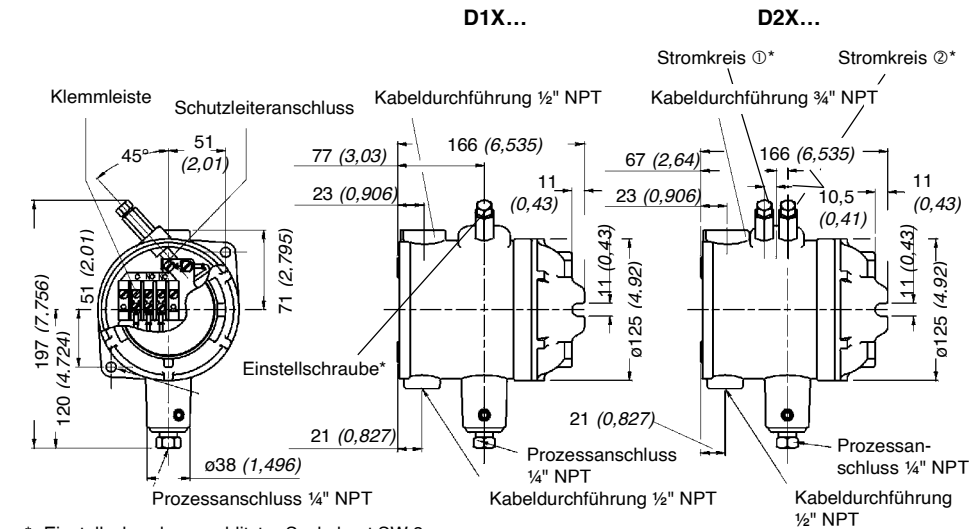 D1X...
D2X...
Stromkreis ①*
Stromkreis ②*
Klemmleiste
Schutzleiteranschluss
Kabeldurchführung ½" NPT
Kabeldurchführung ¾" NPT
45°
51
(2,01)
77 (3,03)
166 (6,535)
67 (2,64)
166 (6,535)
23 (0,906)
11
(0,43)
23 (0,906)
10,5
(0,41)
11
(0,43)
C NO NC
197 (7.756)
120 (4.724)
51 (2.01)
71 (2,795)
11 (0,43)
ø125 (4.92)
11 (0,43)
ø125 (4.92)
Einstellschraube*
21 (0,827)
21 (0,827)
ø38 (1,496)
Prozessanschluss ¼" NPT
Prozessanschluss
¼" NPT
Kabeldurchführung ½" NPT
Prozessan-
schluss ¼" NPT
Kabeldurchführung
½" NPT